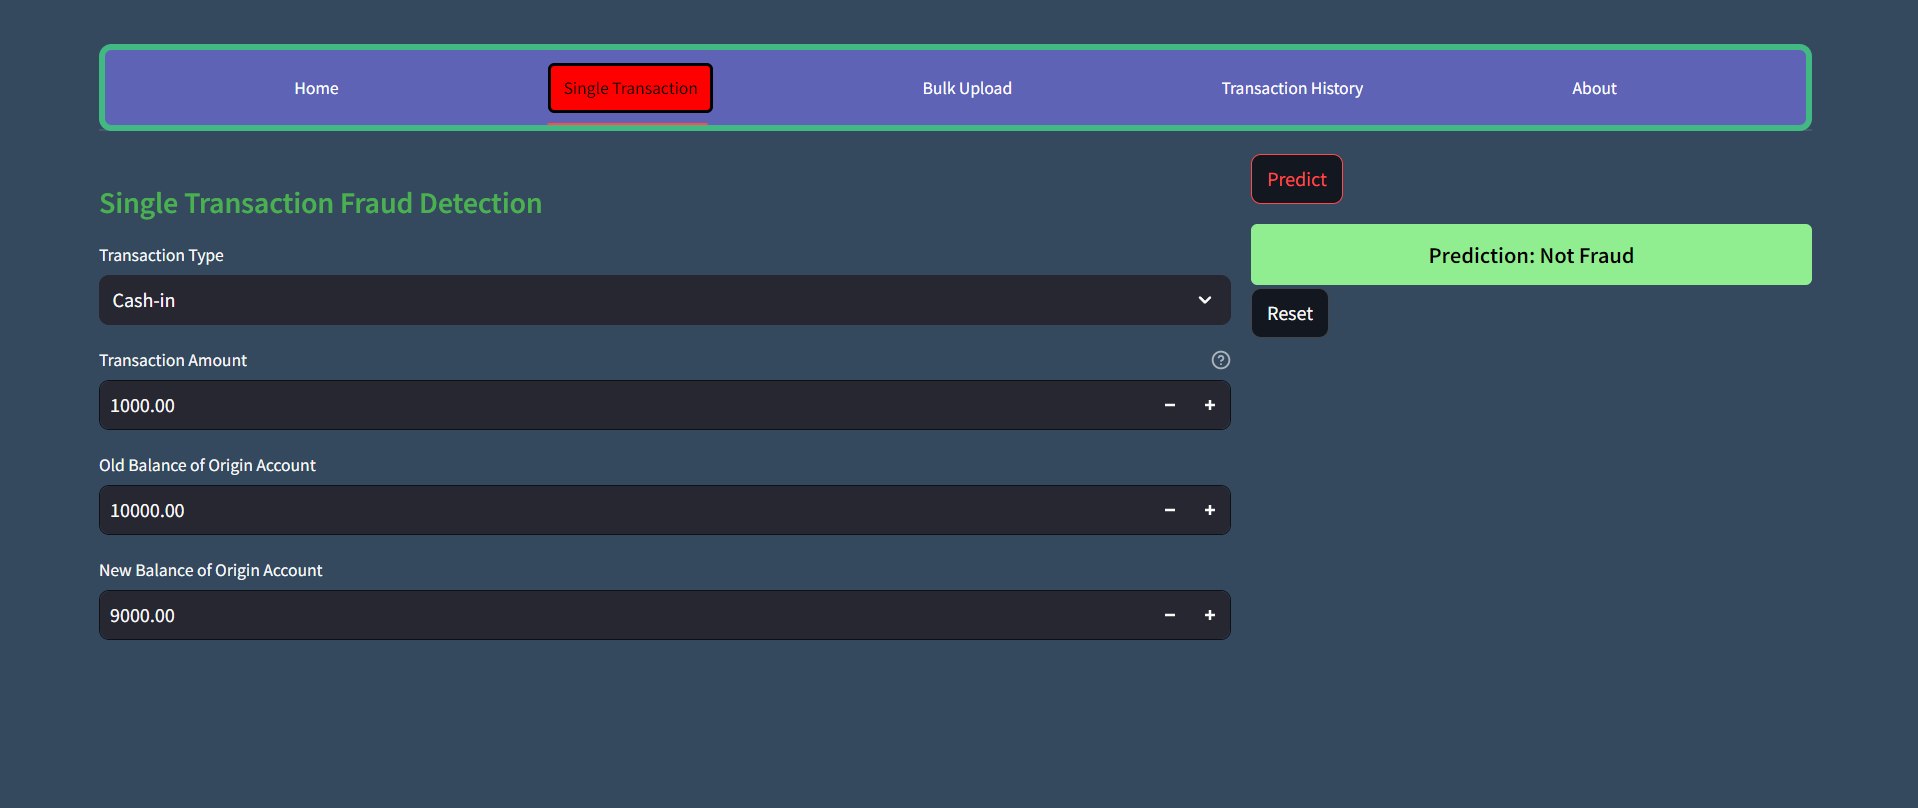 Home
Single Transaction
Bulk Upload
Transaction History
About
Single Transaction Fraud Detection
Transaction Type
Cash-in
Transaction Amount
1000.00
Old Balance of Origin Account
10000.00
New Balance of Origin Account
9000.00
Predict
Prediction: Not Fraud
Reset